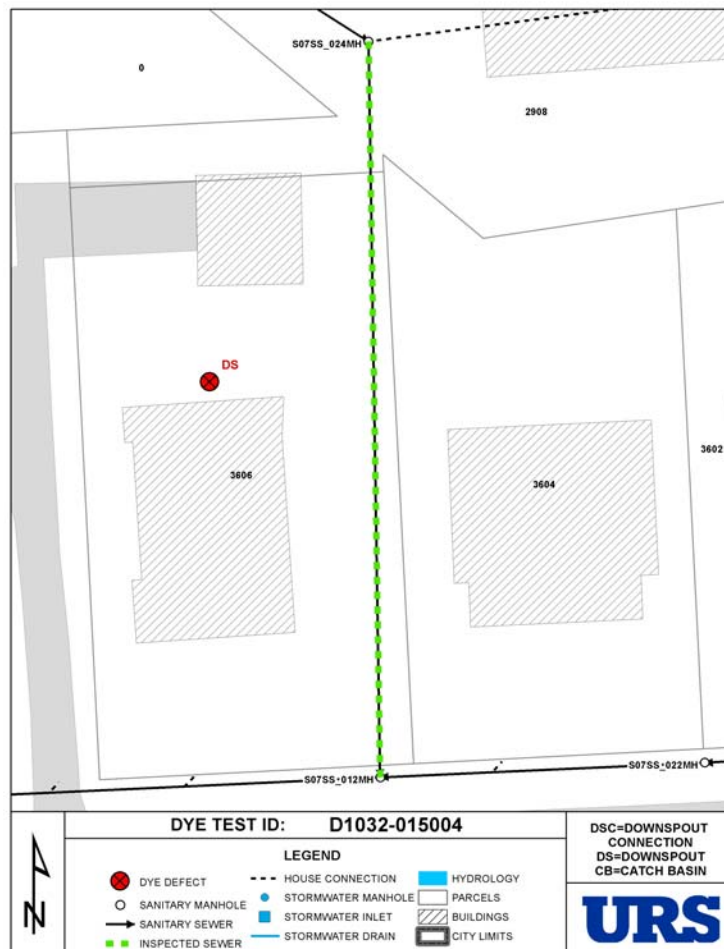 S07SS_024MH
0
2908
DS
3602
3606
3604
S07SS_022MH
S07SS_012MH
DYE TEST ID: D1032-015004
LEGEND
DYE DEFECT
SANITARY MANHOLE
SANITARY SEWER
INSPECTED SEWER
HOUSE CONNECTION
STORMWATER MANHOLE
STORMWATER INLET
STORMWATER DRAIN
HYDROLOGY
PARCELS
BUILDINGS
CITY LIMITS
DSC=DOWNSPOUT
CONNECTION
DS=DOWNSPOUT
CB=CATCH BASIN
N
URS